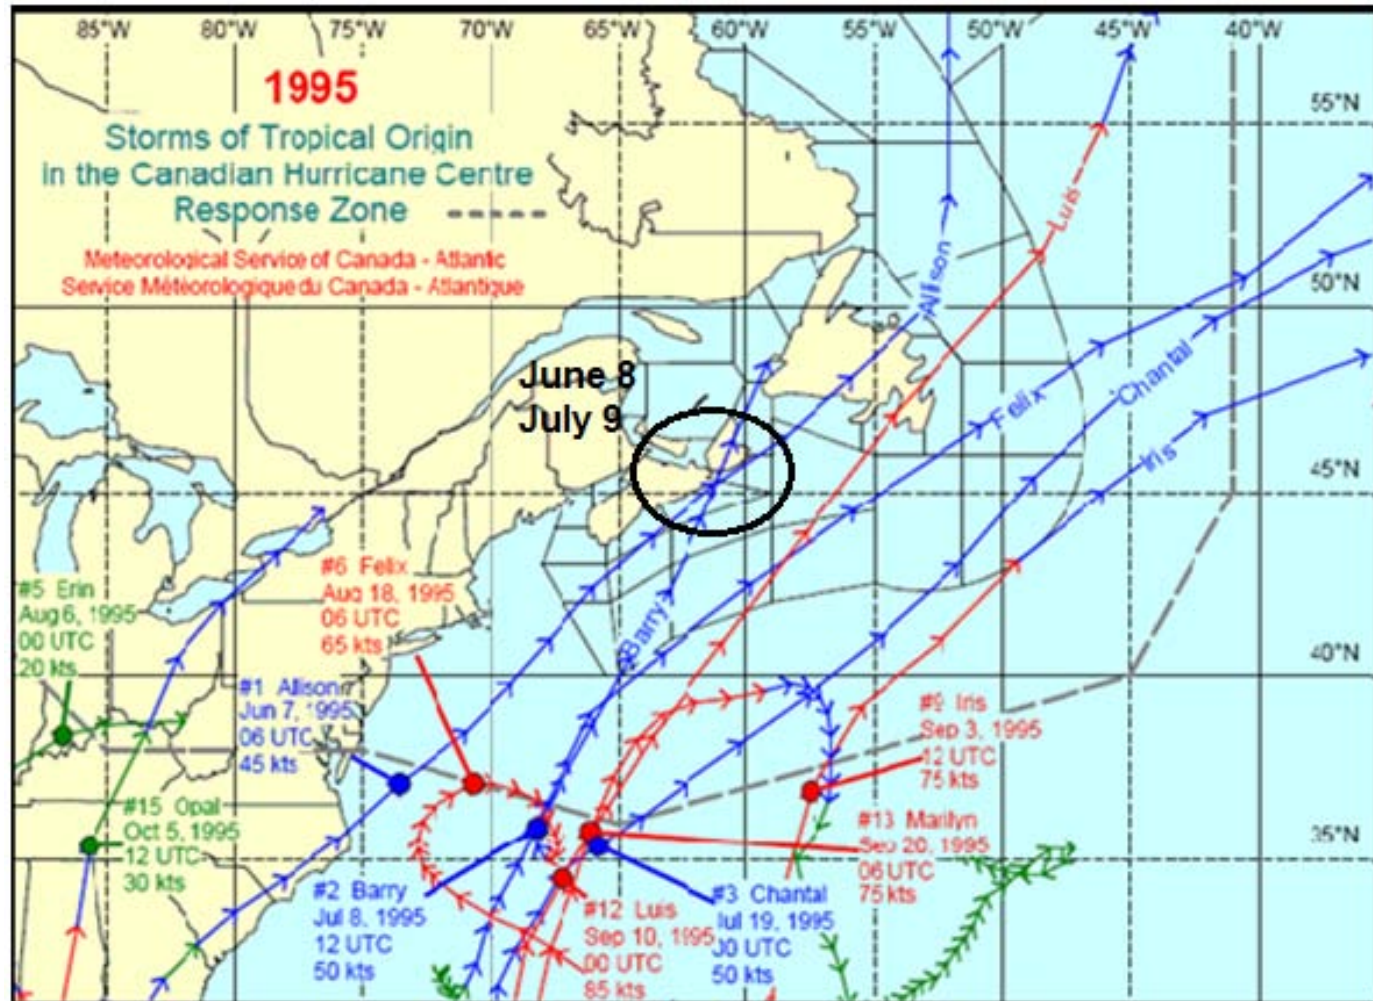 85°W 80°W 75°W 70°W 65°W 60°W 55°W 50°W 45°W 40°W
1995
Storms of Tropical Origin
in the Canadian Hurricane Centre
Response Zone
Meteorological Service of Canada - Atlantic
Service Météorologique du Canada - Atlantique
55°N
Luis
Allison
50°N
June 8
July 9
Felix
Chantal
Iris
45°N
Barry
40°N
35°N
#5 Erin
Aug 6, 1995
00 UTC
20 kts
#6 Felix
Aug 18, 1995
06 UTC
65 kts
#1 Allison
Jun 7, 1995
06 UTC
45 kts
#9 Iris
Sep 3, 1995
12 UTC
75 kts
#15 Opal
Oct 5, 1995
12 UTC
30 kts
#13 Marilyn
Sep 20, 1995
06 UTC
75 kts
#2 Barry
Jul 8, 1995
12 UTC
50 kts
#12 Luis
Sep 10, 1995
00 UTC
85 kts
#3 Chantal
Jul 19, 1995
00 UTC
50 kts